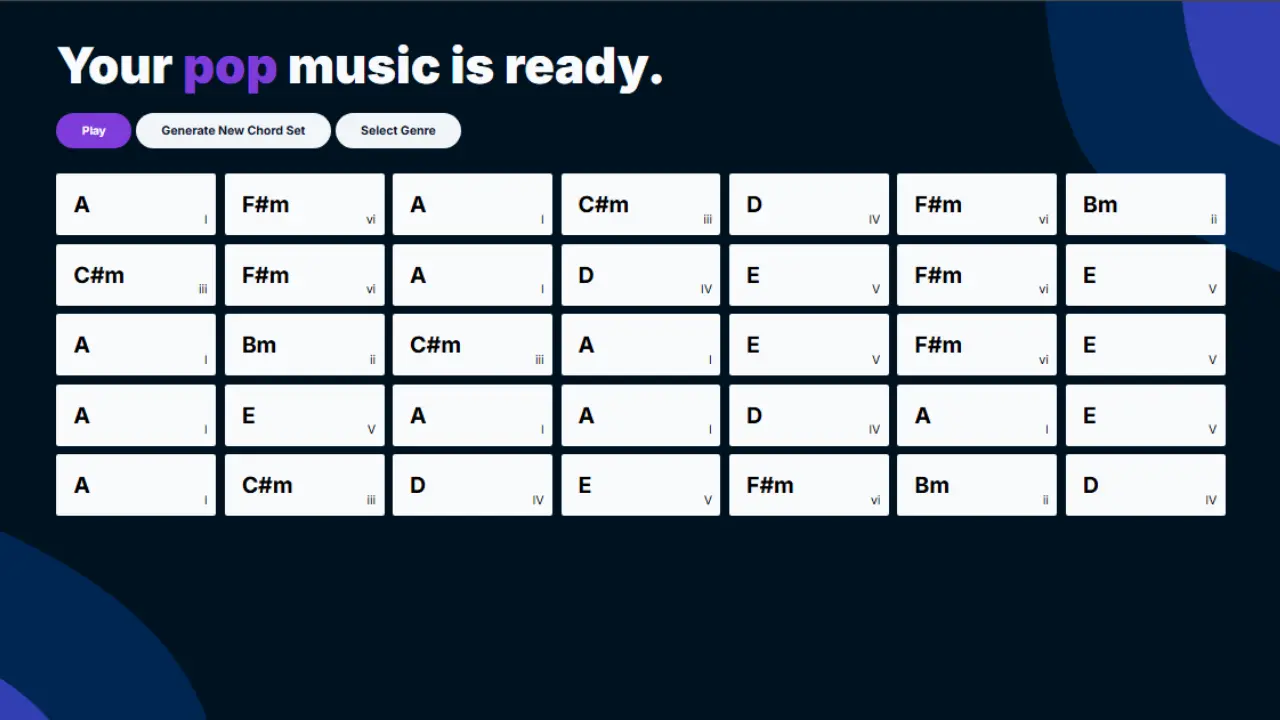 Your pop music is ready.
Play Generate New Chord Set Select Genre
A I F#m vi A I C#m iii D IV F#m vi Bm ii
C#m iii F#m vi A I D IV E V F#m vi E V
A I Bm ii C#m iii A I E V F#m vi E V
A I E V A I A I D IV A I E V
A I C#m iii D IV E V F#m vi Bm ii D IV